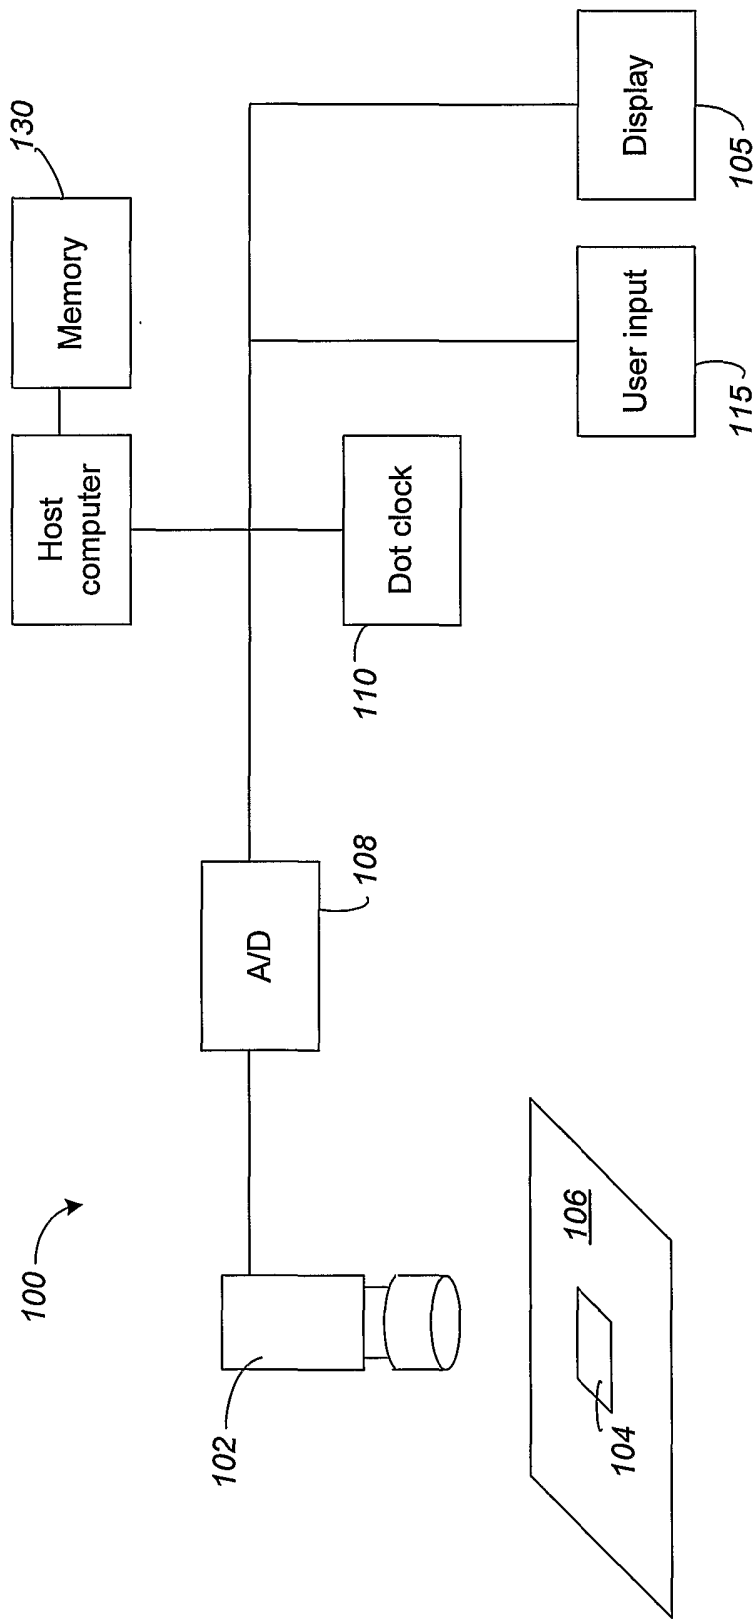 100
102
104
106
A/D
108
Host
computer
Memory
130
Dot clock
110
User input
115
Display
105